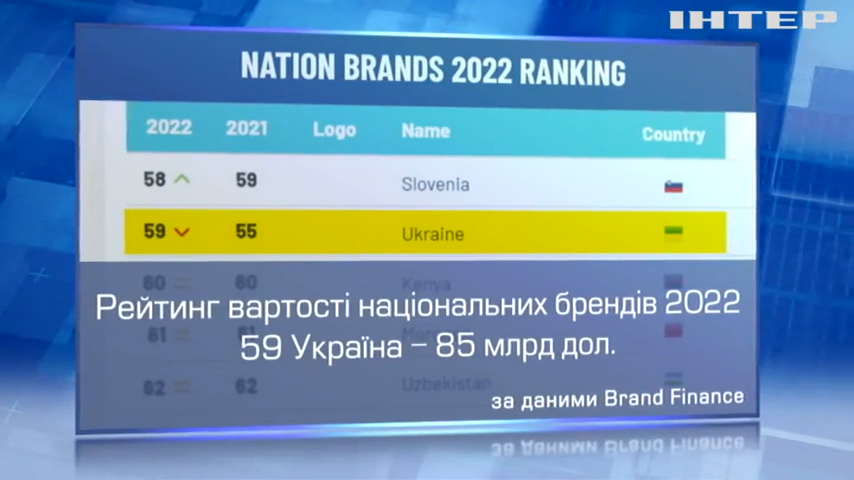 ІНТЕР
NATION BRANDS 2022 RANKING
2022 2021 Logo Name Country
58 59 Slovenia
59 55 Ukraine
60 60 Kenya
Рейтинг вартості національних брендів 2022
61 61
59 Україна – 85 млрд дол.
62 62 Uzbekistan
за даними Brand Finance